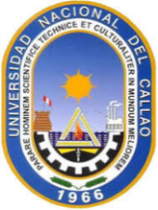 UNIVERSIDAD NACIONAL DEL CALLAO
PARARE HOMINEM SCIENTIFICE TECHNICE ET CULTURALITER IN MUNDUM MELIOREM
1966